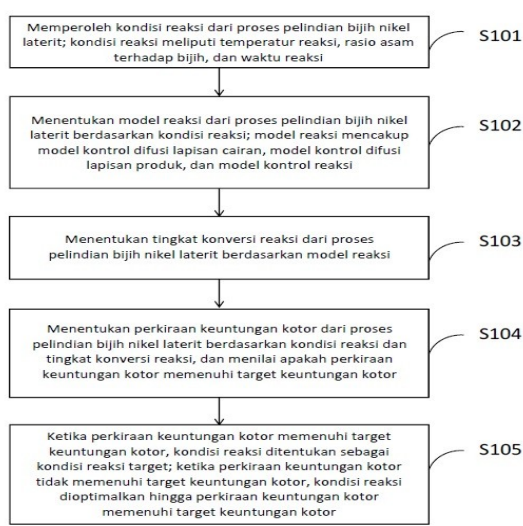 Memperoleh kondisi reaksi dari proses pelindian bijih nikel
laterit; kondisi reaksi meliputi temperatur reaksi, rasio asam
terhadap bijih, dan waktu reaksi
S101
Menentukan model reaksi dari proses pelindian bijih nikel
laterit berdasarkan kondisi reaksi; model reaksi mencakup
model kontrol difusi lapisan cairan, model kontrol difusi
lapisan produk, dan model kontrol reaksi
S102
Menentukan tingkat konversi reaksi dari proses
pelindian bijih nikel laterit berdasarkan model reaksi
S103
Menentukan perkiraan keuntungan kotor dari proses
pelindian bijih nikel laterit berdasarkan kondisi reaksi dan
tingkat konversi reaksi, dan menilai apakah perkiraan
keuntungan kotor memenuhi target keuntungan kotor
S104
Ketika perkiraan keuntungan kotor memenuhi target
keuntungan kotor, kondisi reaksi ditentukan sebagai
kondisi reaksi target; ketika perkiraan keuntungan kotor
tidak memenuhi target keuntungan kotor, kondisi reaksi
dioptimalkan hingga perkiraan keuntungan kotor
memenuhi target keuntungan kotor
S105